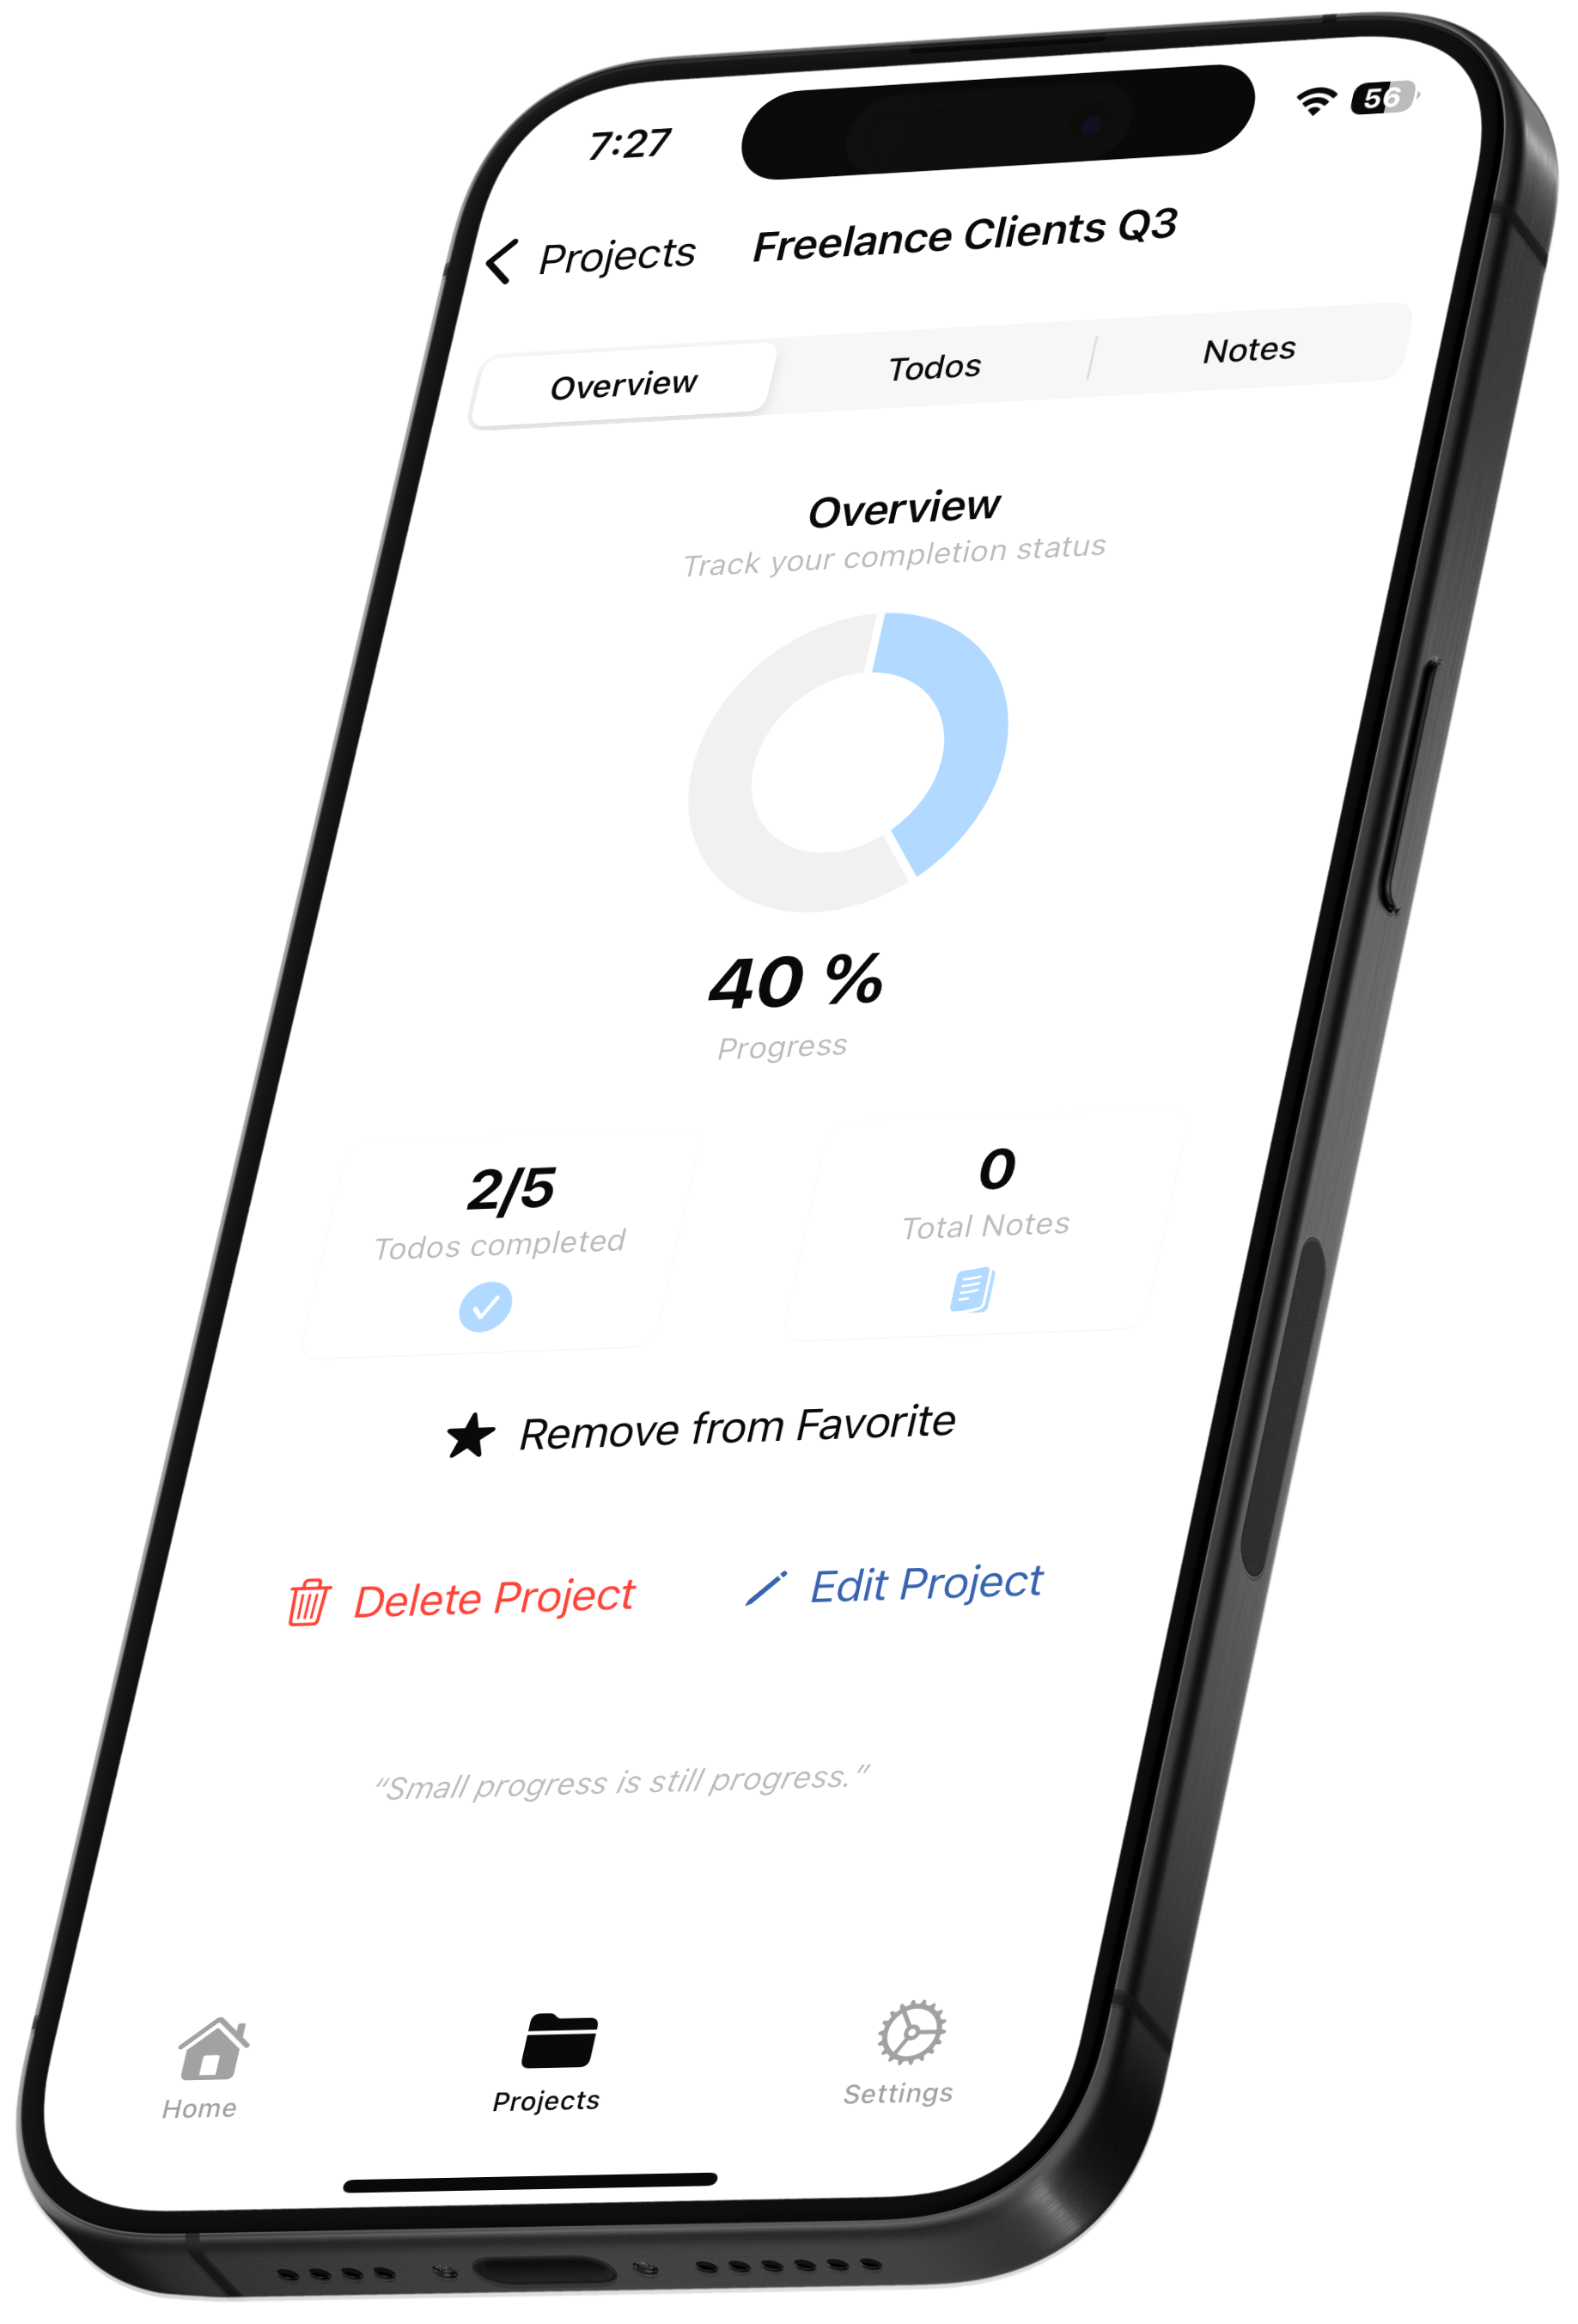 7:27
56
Projects
Freelance Clients Q3
Overview
Todos
Notes
Overview
Track your completion status
40 %
Progress
2/5
Todos completed
0
Total Notes
Remove from Favorite
Delete Project
Edit Project
“Small progress is still progress.”
Home
Projects
Settings